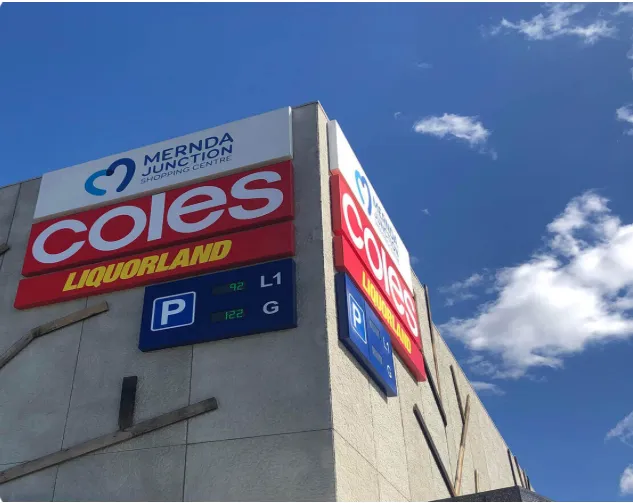 MERNDA
JUNCTION
SHOPPING CENTRE
coles
LIQUORLAND
P
92 L1
122 G
coles
LIQUORLAND
P
L1
G